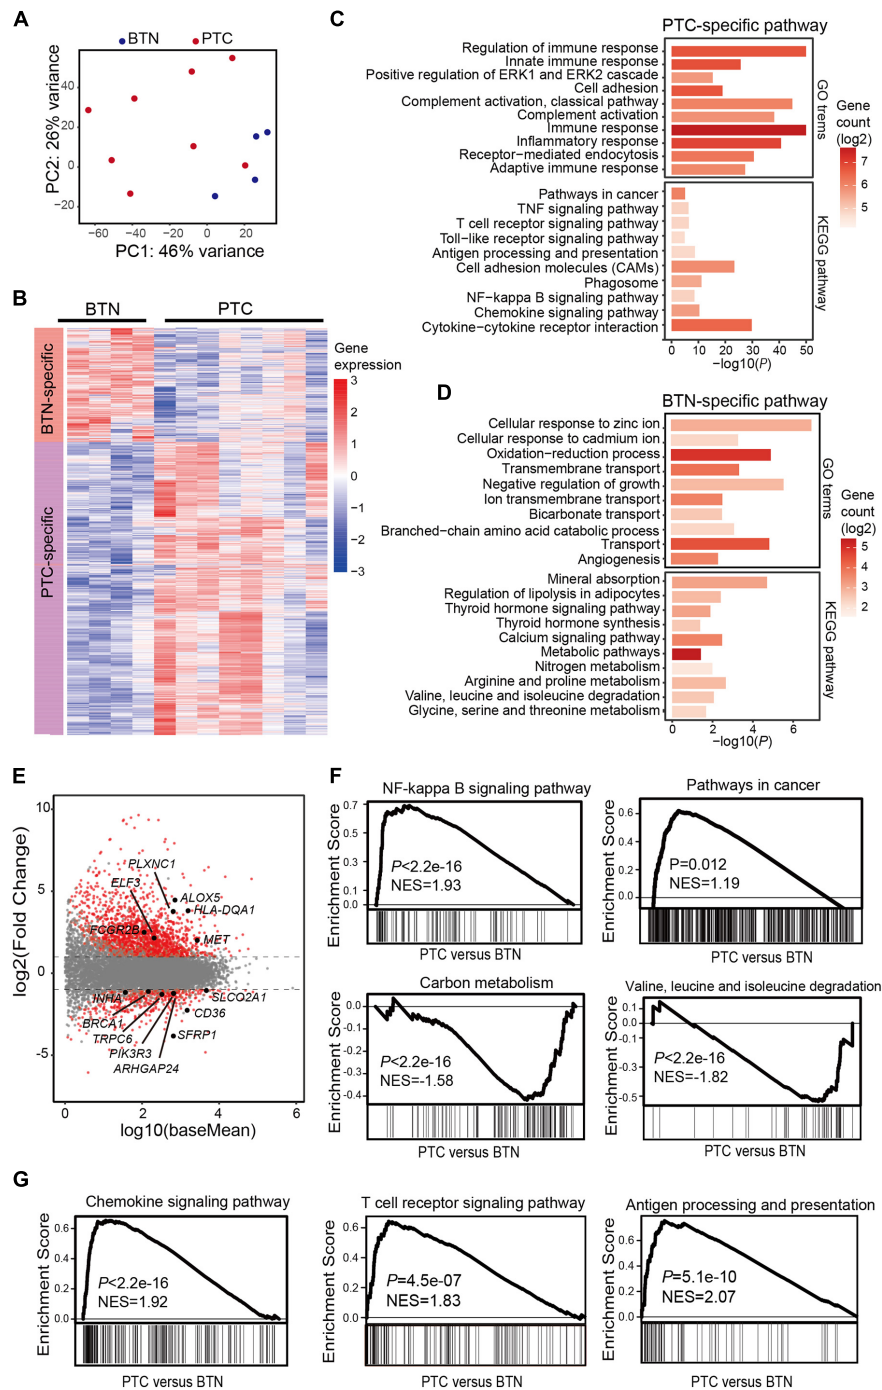 A
BTN PTC
PC2: 26% variance
40
20
0
−20
−60 −40 −20 0 20
PC1: 46% variance
B
BTN PTC
BTN-specific
PTC-specific
Gene
expression
3
2
1
0
−1
−2
−3
C
PTC-specific pathway
Regulation of immune response
Innate immune response
Positive regulation of ERK1 and ERK2 cascade
Cell adhesion
Complement activation, classical pathway
Complement activation
Immune response
Inflammatory response
Receptor−mediated endocytosis
Adaptive immune response
GO trems
Pathways in cancer
TNF signaling pathway
T cell receptor signaling pathway
Toll−like receptor signaling pathway
Antigen processing and presentation
Cell adhesion molecules (CAMs)
Phagosome
NF−kappa B signaling pathway
Chemokine signaling pathway
Cytokine−cytokine receptor interaction
KEGG pathway
0 10 20 30 40 50
−log10(P)
Gene
count
(log2)
7
6
5
D
BTN-specific pathway
Cellular response to zinc ion
Cellular response to cadmium ion
Oxidation−reduction process
Transmembrane transport
Negative regulation of growth
Ion transmembrane transport
Bicarbonate transport
Branched−chain amino acid catabolic process
Transport
Angiogenesis
GO terms
Mineral absorption
Regulation of lipolysis in adipocytes
Thyroid hormone signaling pathway
Thyroid hormone synthesis
Calcium signaling pathway
Metabolic pathways
Nitrogen metabolism
Arginine and proline metabolism
Valine, leucine and isoleucine degradation
Glycine, serine and threonine metabolism
KEGG pathway
0 2 4 6
−log10(P)
Gene
count
(log2)
5
4
3
2
E
log2(Fold Change)
10
5
0
−5
PLXNC1
ELF3
ALOX5
HLA-DQA1
FCGR2B
MET
INHA
SLCO2A1
BRCA1
CD36
TRPC6
SFRP1
PIK3R3
ARHGAP24
0 2 4 6
log10(baseMean)
F
NF-kappa B signaling pathway
Enrichment Score
0.7
0.5
0.3
0.1
0.0
P<2.2e-16
NES=1.93
PTC versus BTN
Pathways in cancer
Enrichment Score
0.6
0.4
0.2
0.0
P=0.012
NES=1.19
PTC versus BTN
Carbon metabolism
Enrichment Score
0.0
-0.1
-0.2
-0.3
-0.4
P<2.2e-16
NES=-1.58
PTC versus BTN
Valine, leucine and isoleucine degradation
Enrichment Score
0.1
0.0
-0.1
-0.3
-0.5
P<2.2e-16
NES=-1.82
PTC versus BTN
G
Chemokine signaling pathway
Enrichment Score
0.6
0.4
0.2
0.0
P<2.2e-16
NES=1.92
PTC versus BTN
T cell receptor signaling pathway
Enrichment Score
0.6
0.4
0.2
0.0
P=4.5e-07
NES=1.83
PTC versus BTN
Antigen processing and presentation
Enrichment Score
0.6
0.4
0.2
0.0
P=5.1e-10
NES=2.07
PTC versus BTN